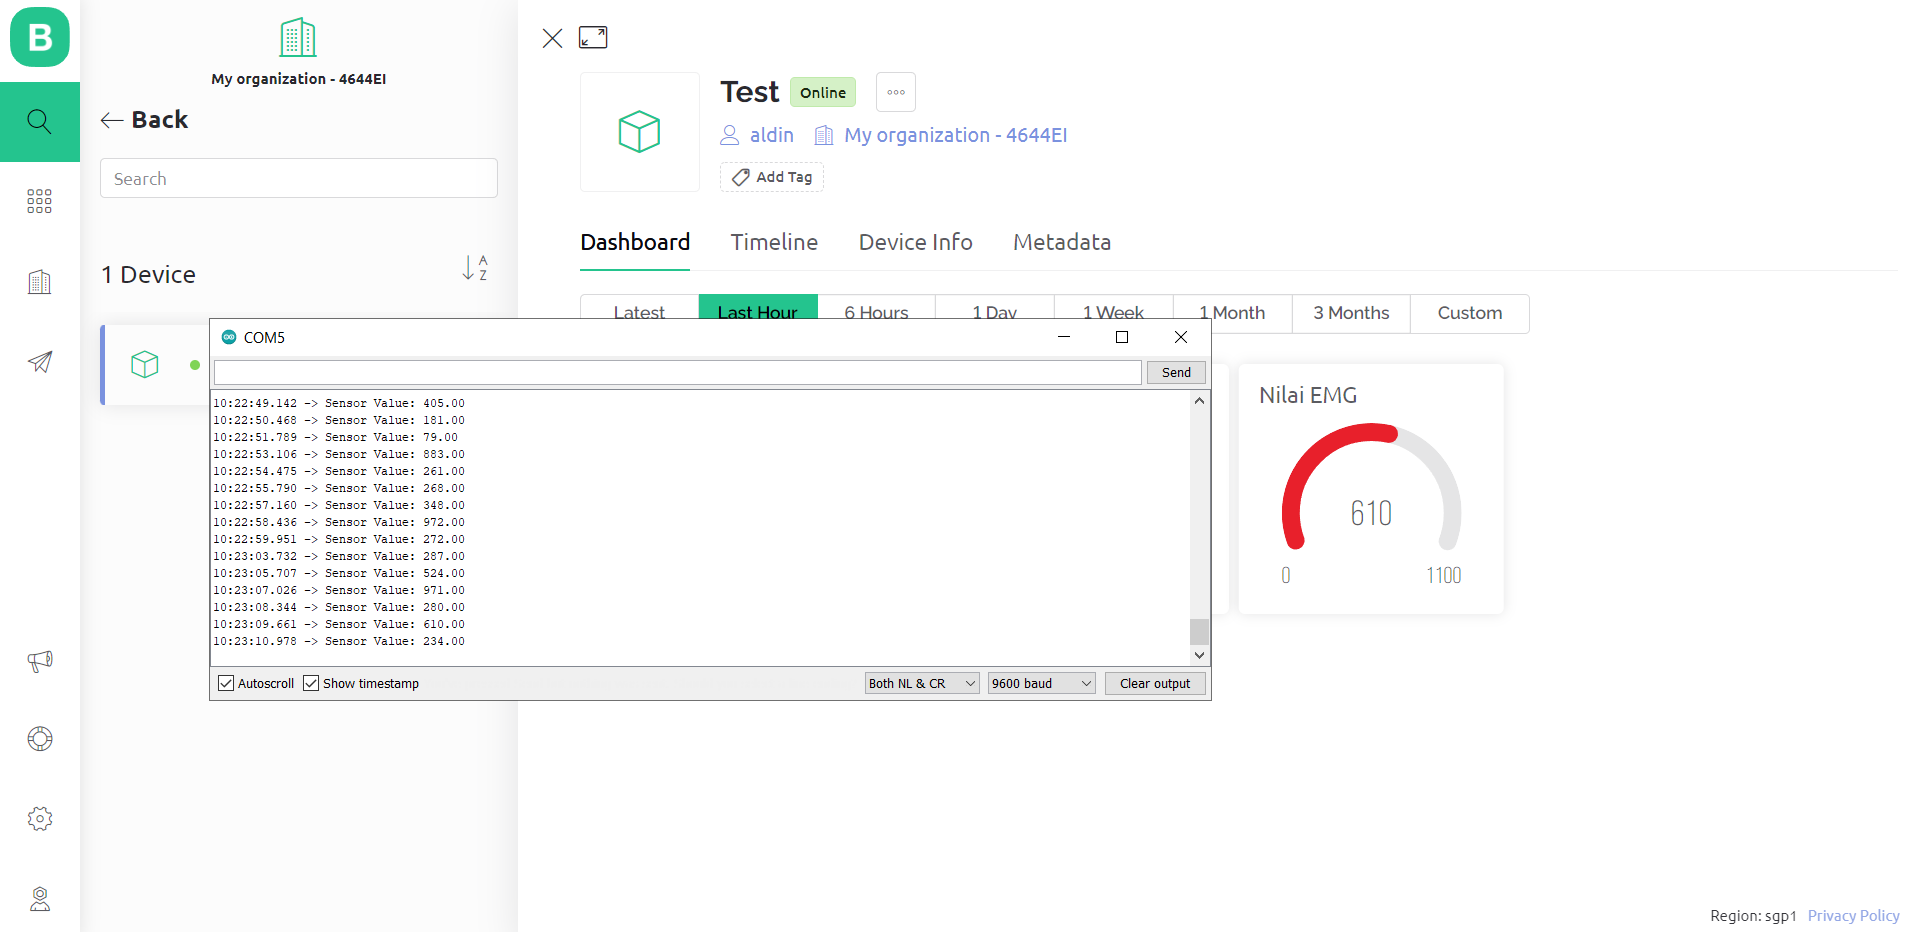 B
My organization - 4644EI
Back
Search
1 Device
A
Z
Test
Online
aldin
My organization - 4644EI
Add Tag
Dashboard
Timeline
Device Info
Metadata
Latest
Last Hour
6 Hours
1 Day
1 Week
1 Month
3 Months
Custom
COM5
Send
10:22:49.142 -> Sensor Value: 405.00
10:22:50.468 -> Sensor Value: 181.00
10:22:51.789 -> Sensor Value: 79.00
10:22:53.106 -> Sensor Value: 883.00
10:22:54.475 -> Sensor Value: 261.00
10:22:55.790 -> Sensor Value: 268.00
10:22:57.160 -> Sensor Value: 348.00
10:22:58.436 -> Sensor Value: 972.00
10:22:59.951 -> Sensor Value: 272.00
10:23:03.732 -> Sensor Value: 287.00
10:23:05.707 -> Sensor Value: 524.00
10:23:07.026 -> Sensor Value: 971.00
10:23:08.344 -> Sensor Value: 280.00
10:23:09.661 -> Sensor Value: 610.00
10:23:10.978 -> Sensor Value: 234.00
Autoscroll
Show timestamp
Both NL & CR
9600 baud
Clear output
Nilai EMG
610
0
1100
Region: sgp1
Privacy Policy